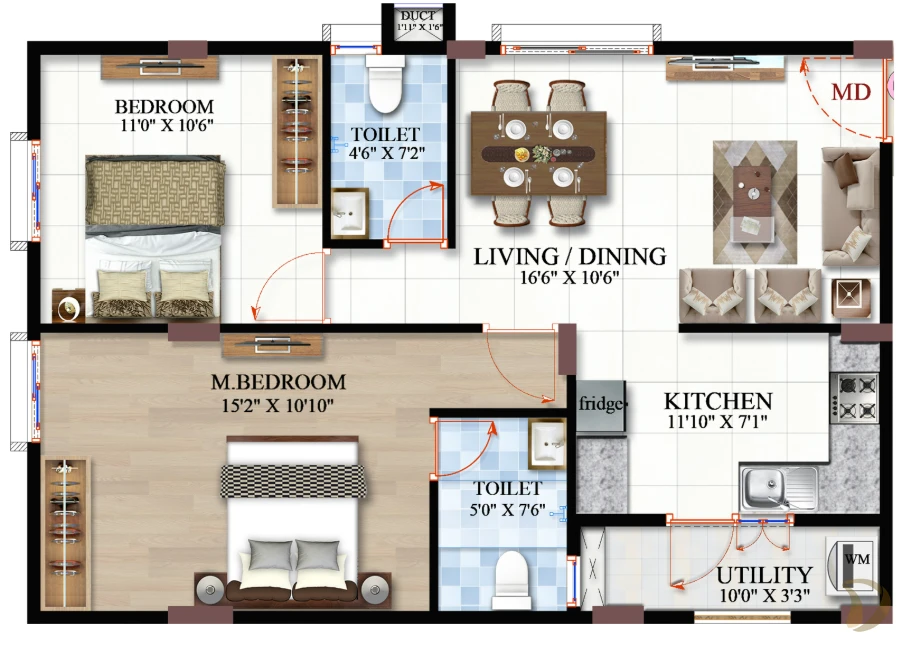 DUCT
1'11" X 1'6"
BEDROOM
11'0" X 10'6"
TOILET
4'6" X 7'2"
MD
LIVING / DINING
16'6" X 10'6"
M.BEDROOM
15'2" X 10'10"
fridge
KITCHEN
11'10" X 7'1"
TOILET
5'0" X 7'6"
UTILITY
10'0" X 3'3"
WM